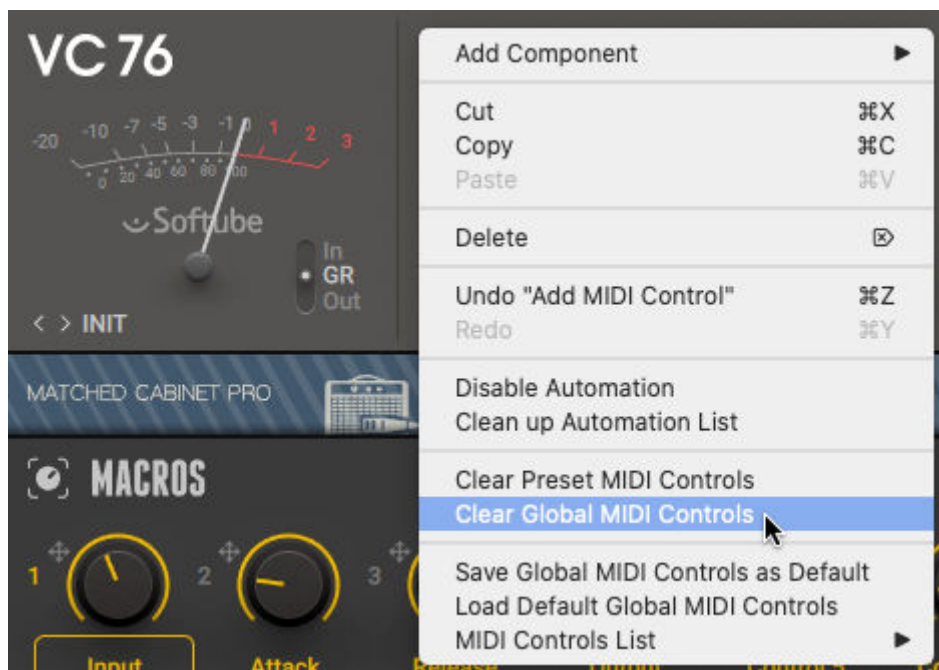 VC 76
-20 -10 -7 -5 -3 -1 0 1 2 3
0 20 40 60 80 100
Softube
In
GR
Out
< > INIT
MATCHED CABINET PRO
MACROS
1 2 3
Input Attack Release
Add Component ▶
Cut ⌘X
Copy ⌘C
Paste ⌘V
Delete ⌦
Undo "Add MIDI Control" ⌘Z
Redo ⌘Y
Disable Automation
Clean up Automation List
Clear Preset MIDI Controls
Clear Global MIDI Controls
Save Global MIDI Controls as Default
Load Default Global MIDI Controls
MIDI Controls List ▶